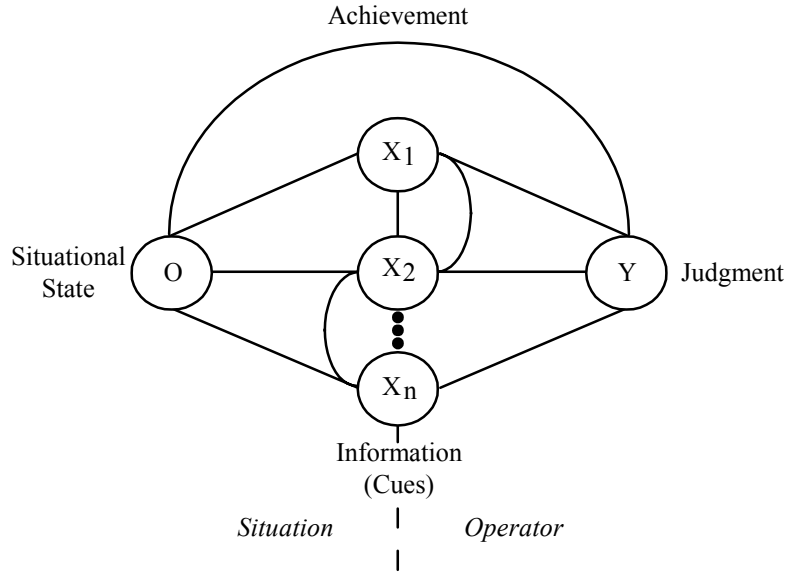 Achievement
X1
Situational
State
O
X2
Y
Judgment
Xn
Information
(Cues)
Situation
Operator